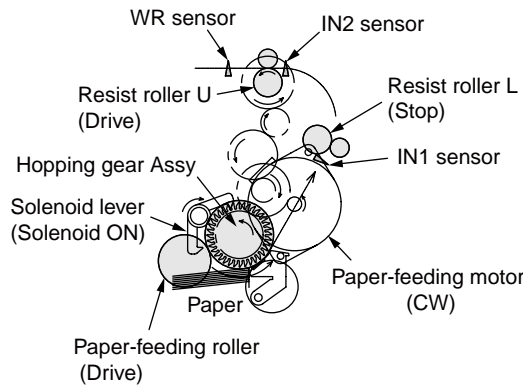 WR sensor
IN2 sensor
Resist roller U
(Drive)
Resist roller L
(Stop)
IN1 sensor
Hopping gear Assy
Solenoid lever
(Solenoid ON)
Paper
Paper-feeding motor
(CW)
Paper-feeding roller
(Drive)